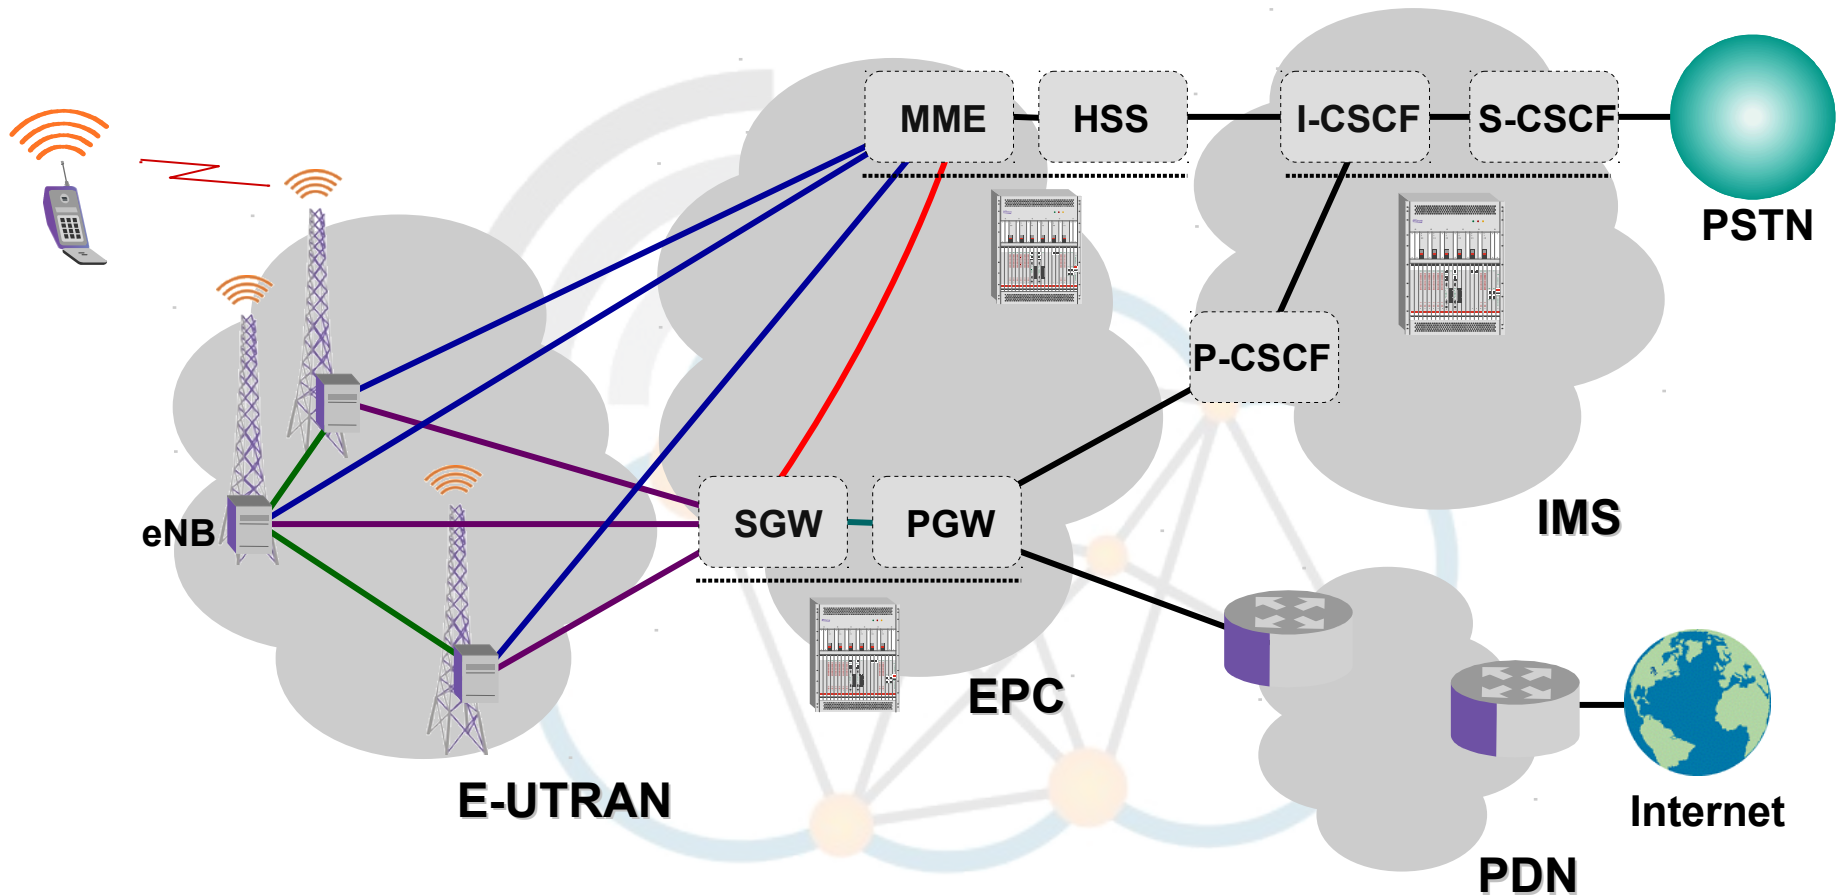 MME
HSS
I-CSCF
S-CSCF
PSTN
P-CSCF
eNB
SGW
PGW
IMS
EPC
E-UTRAN
Internet
PDN